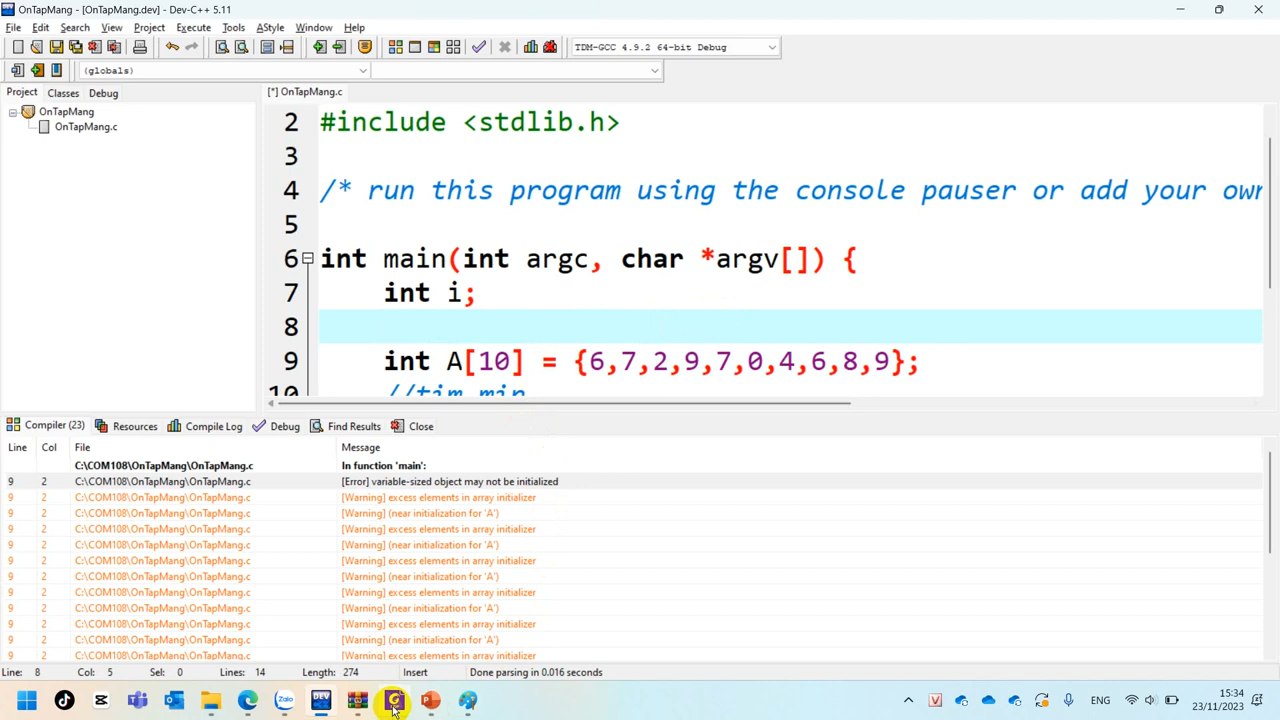 OnTapMang - [OnTapMang.dev] - Dev-C++ 5.11
File Edit Search View Project Execute Tools AStyle Window Help
TDM-GCC 4.9.2 64-bit Debug
(globals)
Project Classes Debug
[*] OnTapMang.c
OnTapMang
OnTapMang.c
2 #include <stdlib.h>
3
4 /* run this program using the console pauser or add your own
5
6 int main(int argc, char *argv[]) {
7 int i;
8
9 int A[10] = {6,7,2,9,7,0,4,6,8,9};
10 //tim min
Compiler (23) Resources Compile Log Debug Find Results Close
Line Col File Message
C:\COM108\OnTapMang\OnTapMang.c In function 'main':
9 2 C:\COM108\OnTapMang\OnTapMang.c [Error] variable-sized object may not be initialized
9 2 C:\COM108\OnTapMang\OnTapMang.c [Warning] excess elements in array initializer
9 2 C:\COM108\OnTapMang\OnTapMang.c [Warning] (near initialization for 'A')
9 2 C:\COM108\OnTapMang\OnTapMang.c [Warning] excess elements in array initializer
9 2 C:\COM108\OnTapMang\OnTapMang.c [Warning] (near initialization for 'A')
9 2 C:\COM108\OnTapMang\OnTapMang.c [Warning] excess elements in array initializer
9 2 C:\COM108\OnTapMang\OnTapMang.c [Warning] (near initialization for 'A')
9 2 C:\COM108\OnTapMang\OnTapMang.c [Warning] excess elements in array initializer
9 2 C:\COM108\OnTapMang\OnTapMang.c [Warning] (near initialization for 'A')
9 2 C:\COM108\OnTapMang\OnTapMang.c [Warning] excess elements in array initializer
9 2 C:\COM108\OnTapMang\OnTapMang.c [Warning] (near initialization for 'A')
9 2 C:\COM108\OnTapMang\OnTapMang.c [Warning] excess elements in array initializer
Line: 8 Col: 5 Sel: 0 Lines: 14 Length: 274 Insert Done parsing in 0.016 seconds
Zalo
DEV
V
ENG
15:34
23/11/2023